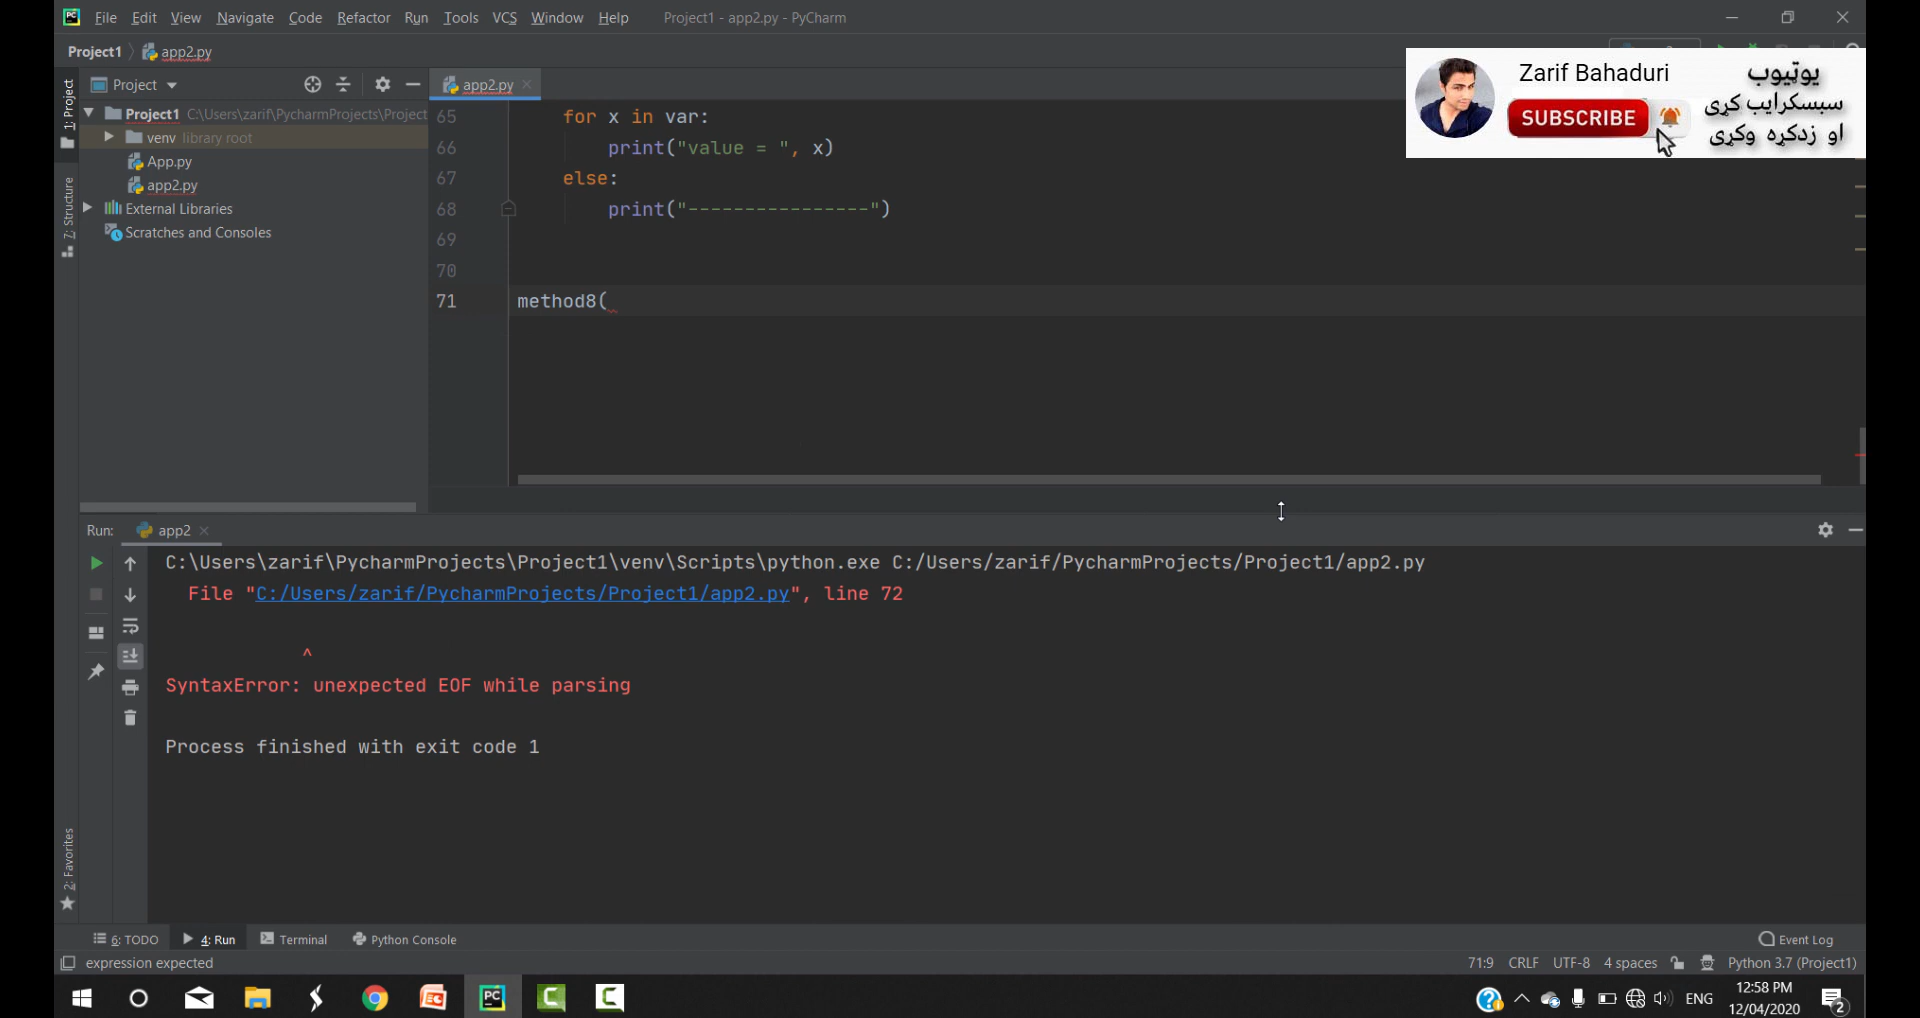 File Edit View Navigate Code Refactor Run Tools VCS Window Help Project1 - app2.py - PyCharm
Project1 app2.py
Zarif Bahaduri
SUBSCRIBE
یوټیوب
سبسکرایب کړی
او زدکړه وکړی
1: Project
Project
app2.py
Project1 C:\Users\zarif\PycharmProjects\Project
venv library root
App.py
app2.py
External Libraries
Scratches and Consoles
7: Structure
65 for x in var:
66 print("value = ", x)
67 else:
68 print("----------------")
69
70
71 method8(
Run: app2
C:\Users\zarif\PycharmProjects\Project1\venv\Scripts\python.exe C:/Users/zarif/PycharmProjects/Project1/app2.py
File "C:/Users/zarif/PycharmProjects/Project1/app2.py", line 72
^
SyntaxError: unexpected EOF while parsing
Process finished with exit code 1
2: Favorites
6: TODO 4: Run Terminal Python Console Event Log
expression expected 71:9 CRLF UTF-8 4 spaces Python 3.7 (Project1)
ENG 12:58 PM
12/04/2020 2